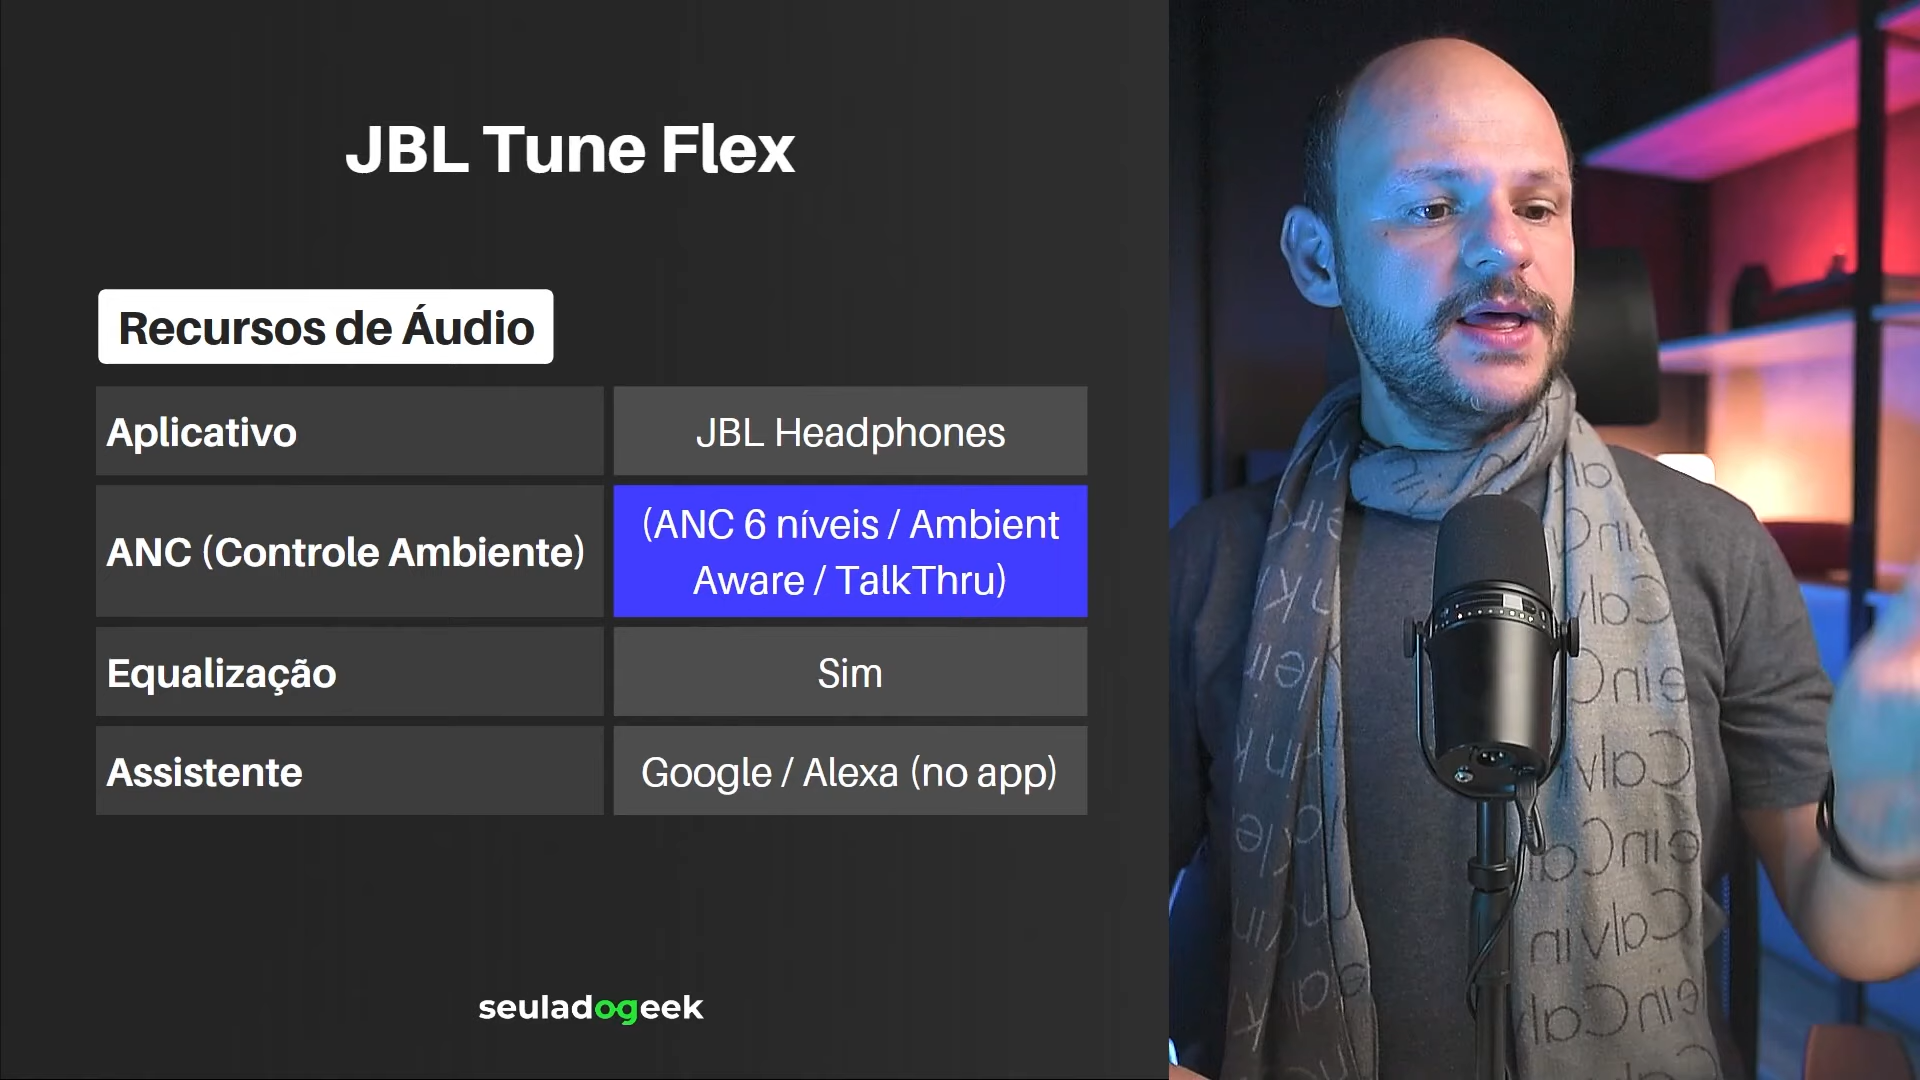 JBL Tune Flex
Recursos de Áudio
Aplicativo
JBL Headphones
ANC (Controle Ambiente)
(ANC 6 níveis / Ambient
Aware / TalkThru)
Equalização
Sim
Assistente
Google / Alexa (no app)
seuladogeek